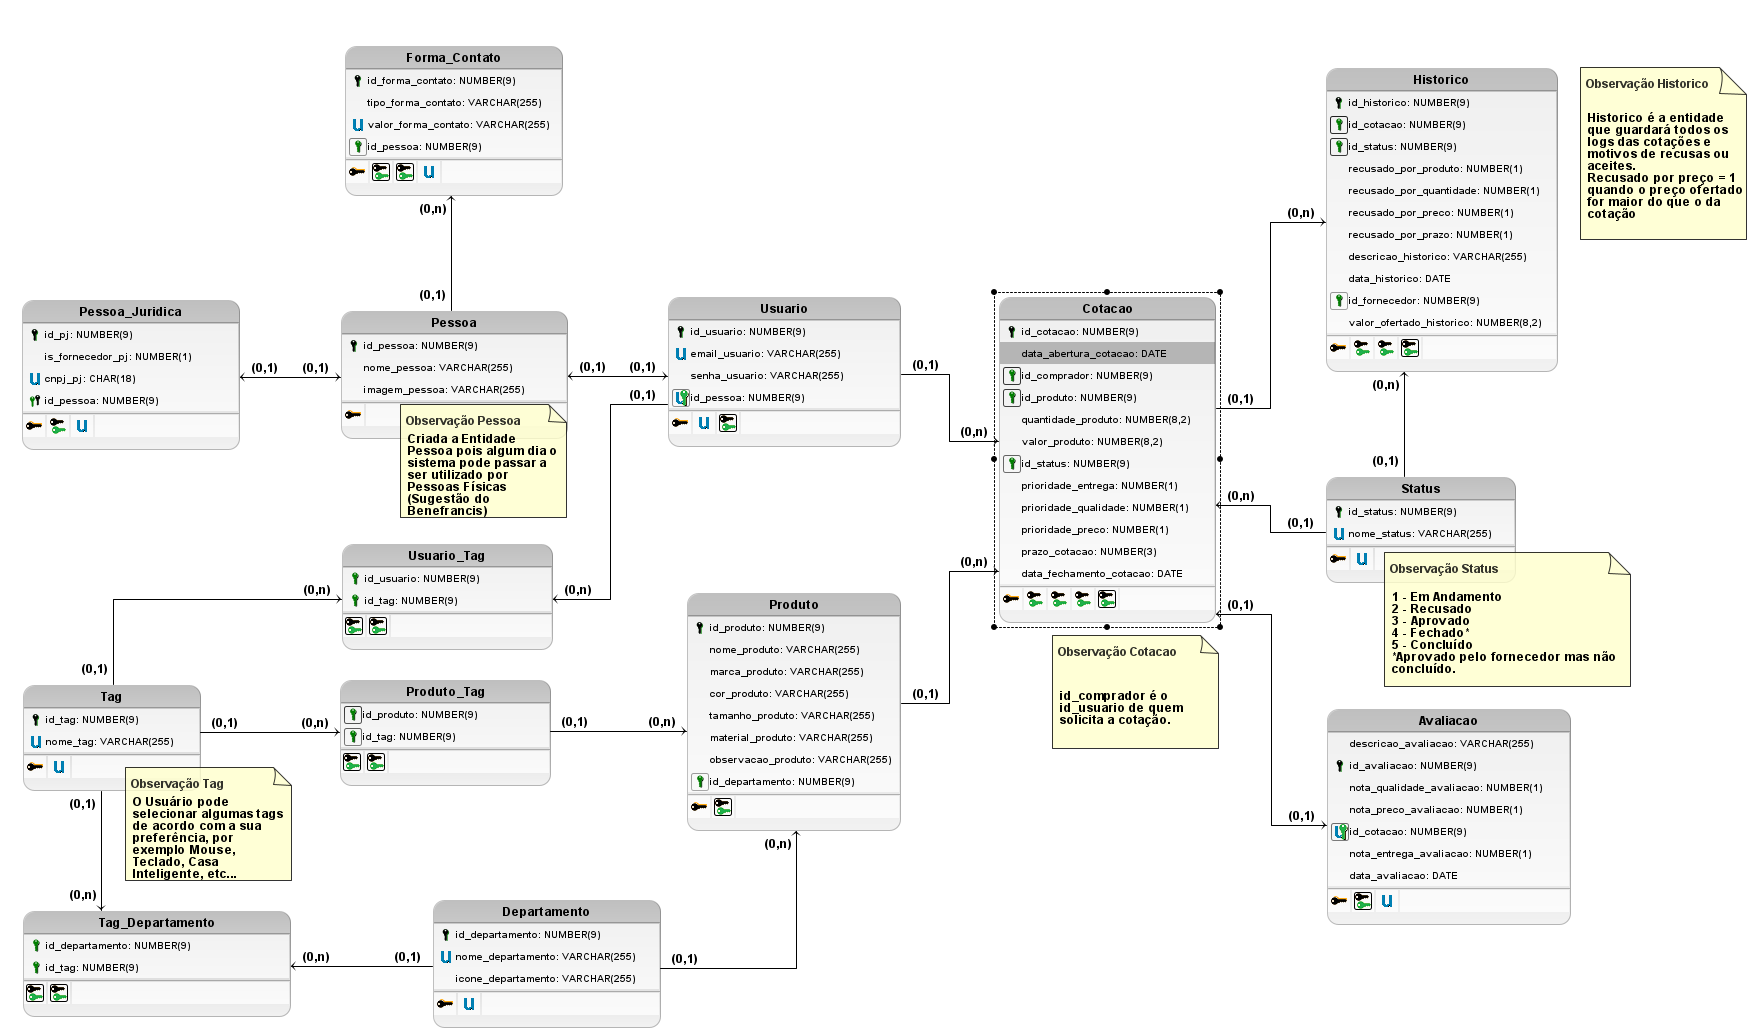 Forma_Contato
id_forma_contato: NUMBER(9)
tipo_forma_contato: VARCHAR(255)
valor_forma_contato: VARCHAR(255)
id_pessoa: NUMBER(9)
(0,n)
(0,1)
Pessoa_Juridica
id_pj: NUMBER(9)
is_fornecedor_pj: NUMBER(1)
cnpj_pj: CHAR(18)
id_pessoa: NUMBER(9)
(0,1)
(0,1)
Pessoa
id_pessoa: NUMBER(9)
nome_pessoa: VARCHAR(255)
imagem_pessoa: VARCHAR(255)
Observação Pessoa
Criada a Entidade
Pessoa pois algum dia o
sistema pode passar a
ser utilizado por
Pessoas Físicas
(Sugestão do
Benefrancis)
(0,1)
(0,1)
(0,1)
Usuario
id_usuario: NUMBER(9)
email_usuario: VARCHAR(255)
senha_usuario: VARCHAR(255)
id_pessoa: NUMBER(9)
(0,1)
(0,n)
Cotacao
id_cotacao: NUMBER(9)
data_abertura_cotacao: DATE
id_comprador: NUMBER(9)
id_produto: NUMBER(9)
quantidade_produto: NUMBER(8,2)
valor_produto: NUMBER(8,2)
id_status: NUMBER(9)
prioridade_entrega: NUMBER(1)
prioridade_qualidade: NUMBER(1)
prioridade_preco: NUMBER(1)
prazo_cotacao: NUMBER(3)
data_fechamento_cotacao: DATE
Observação Cotacao
id_comprador é o
id_usuario de quem
solicita a cotação.
(0,n)
(0,1)
Historico
id_historico: NUMBER(9)
id_cotacao: NUMBER(9)
id_status: NUMBER(9)
recusado_por_produto: NUMBER(1)
recusado_por_quantidade: NUMBER(1)
recusado_por_preco: NUMBER(1)
recusado_por_prazo: NUMBER(1)
descricao_historico: VARCHAR(255)
data_historico: DATE
id_fornecedor: NUMBER(9)
valor_ofertado_historico: NUMBER(8,2)
Observação Historico
Historico é a entidade
que guardará todos os
logs das cotações e
motivos de recusas ou
aceites.
Recusado por preço = 1
quando o preço ofertado
for maior do que o da
cotação
(0,n)
(0,1)
(0,n)
(0,1)
Status
id_status: NUMBER(9)
nome_status: VARCHAR(255)
Observação Status
1 - Em Andamento
2 - Recusado
3 - Aprovado
4 - Fechado*
5 - Concluído
*Aprovado pelo fornecedor mas não
concluído.
(0,1)
(0,1)
Avaliacao
descricao_avaliacao: VARCHAR(255)
id_avaliacao: NUMBER(9)
nota_qualidade_avaliacao: NUMBER(1)
nota_preco_avaliacao: NUMBER(1)
id_cotacao: NUMBER(9)
nota_entrega_avaliacao: NUMBER(1)
data_avaliacao: DATE
Usuario_Tag
id_usuario: NUMBER(9)
id_tag: NUMBER(9)
(0,n)
(0,n)
(0,1)
Tag
id_tag: NUMBER(9)
nome_tag: VARCHAR(255)
Observação Tag
O Usuário pode
selecionar algumas tags
de acordo com a sua
preferência, por
exemplo Mouse,
Teclado, Casa
Inteligente, etc...
(0,1)
(0,n)
Produto_Tag
id_produto: NUMBER(9)
id_tag: NUMBER(9)
(0,1)
(0,n)
Produto
id_produto: NUMBER(9)
nome_produto: VARCHAR(255)
marca_produto: VARCHAR(255)
cor_produto: VARCHAR(255)
tamanho_produto: VARCHAR(255)
material_produto: VARCHAR(255)
observacao_produto: VARCHAR(255)
id_departamento: NUMBER(9)
(0,n)
(0,1)
(0,n)
(0,1)
(0,n)
Tag_Departamento
id_departamento: NUMBER(9)
id_tag: NUMBER(9)
(0,n)
(0,1)
Departamento
id_departamento: NUMBER(9)
nome_departamento: VARCHAR(255)
icone_departamento: VARCHAR(255)
(0,1)